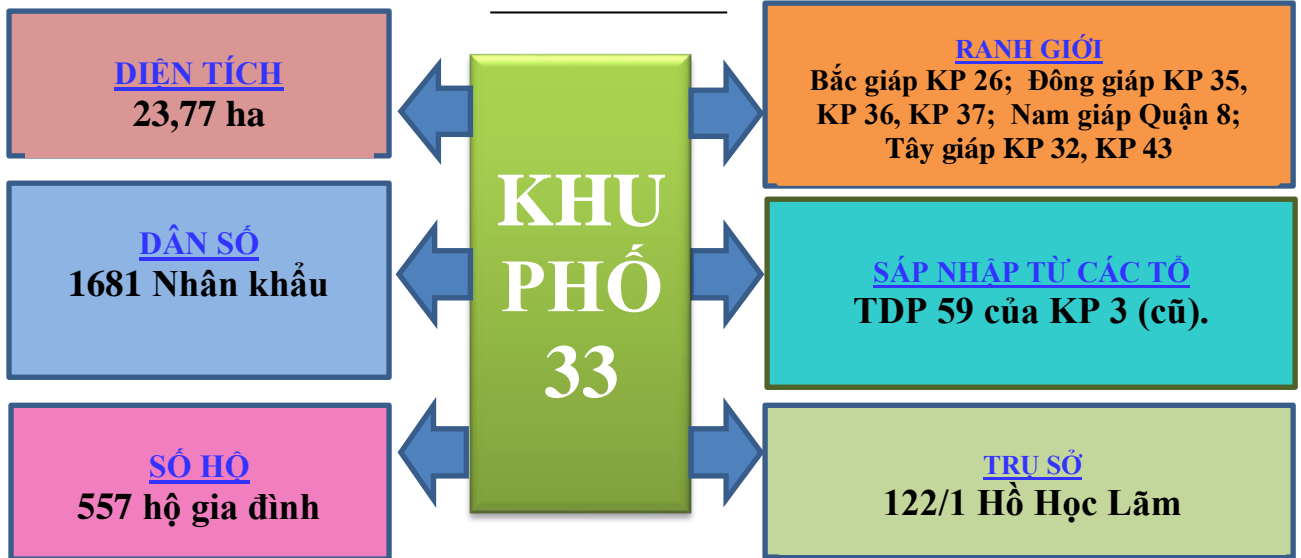 DIỆN TÍCH
23,77 ha
DÂN SỐ
1681 Nhân khẩu
SỐ HỘ
557 hộ gia đình
KHU
PHỐ
33
RANH GIỚI
Bắc giáp KP 26; Đông giáp KP 35,
KP 36, KP 37; Nam giáp Quận 8;
Tây giáp KP 32, KP 43
SÁP NHẬP TỪ CÁC TỔ
TDP 59 của KP 3 (cũ).
TRỤ SỞ
122/1 Hồ Học Lãm